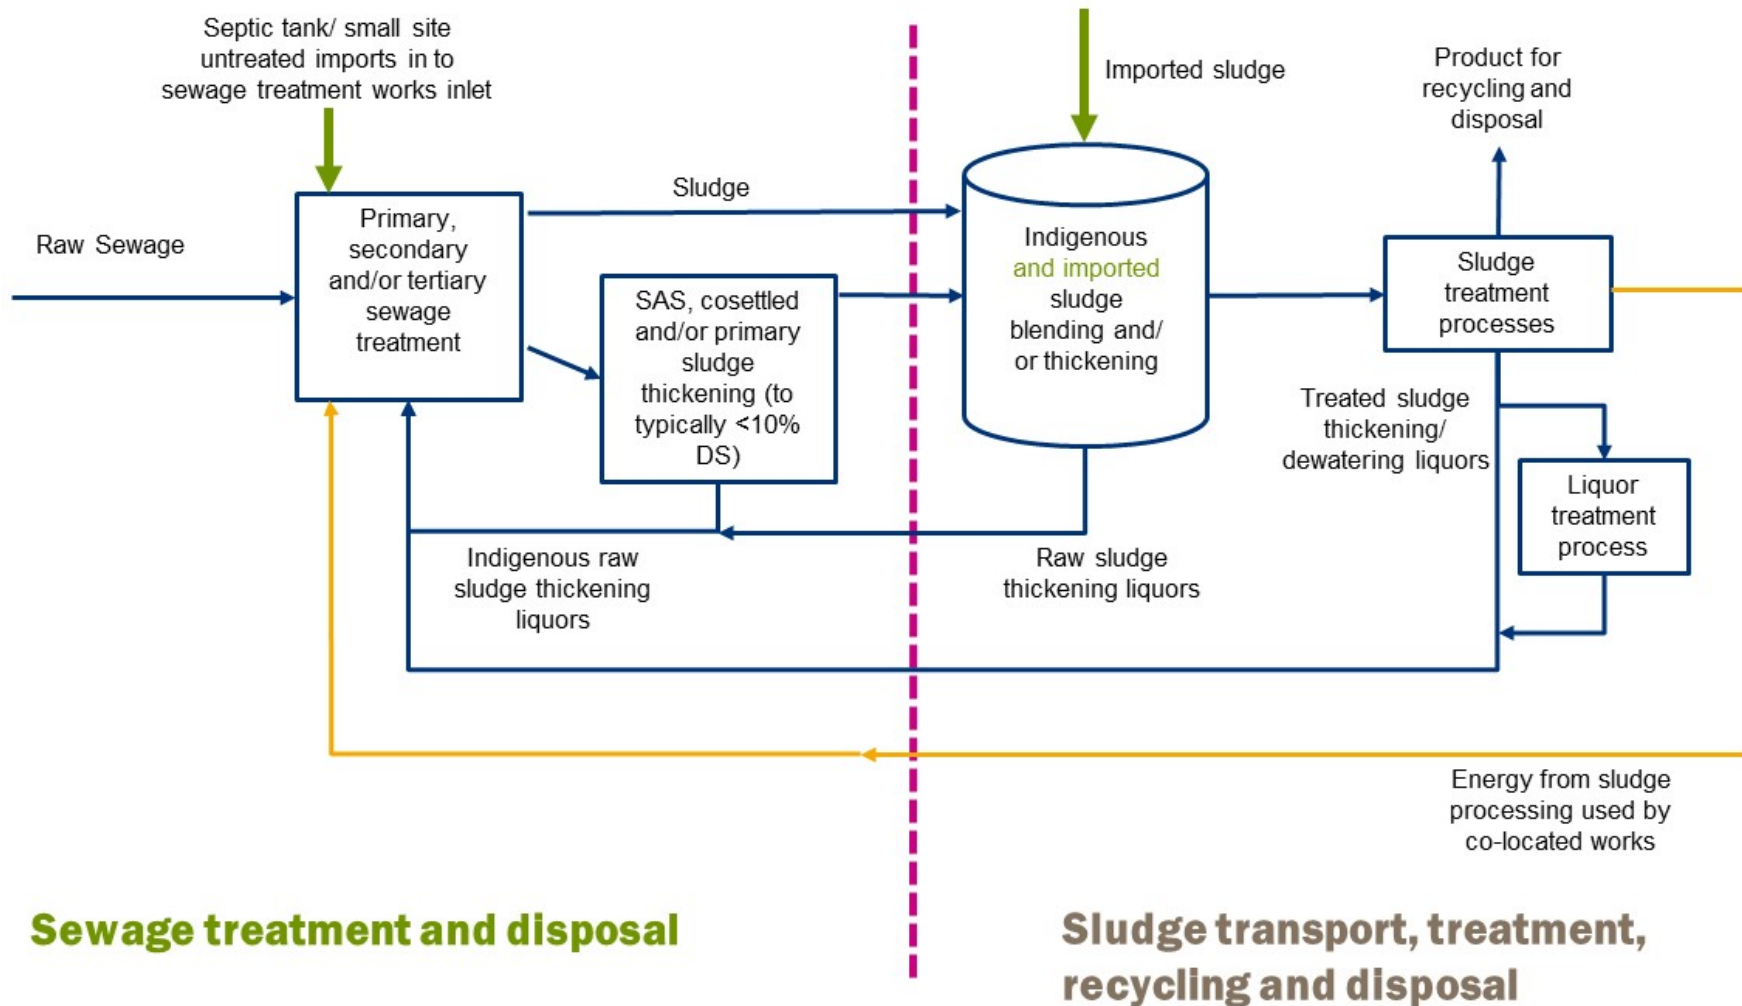 Septic tank/ small site
untreated imports in to
sewage treatment works inlet
Imported sludge
Product for
recycling and
disposal
Raw Sewage
Primary,
secondary
and/or tertiary
sewage
treatment
Sludge
SAS, cosettled
and/or primary
sludge
thickening (to
typically <10%
DS)
Indigenous
and imported
sludge
blending and/
or thickening
Sludge
treatment
processes
Treated sludge
thickening/
dewatering liquors
Liquor
treatment
process
Indigenous raw
sludge thickening
liquors
Raw sludge
thickening liquors
Energy from sludge
processing used by
co-located works
Sewage treatment and disposal
Sludge transport, treatment,
recycling and disposal